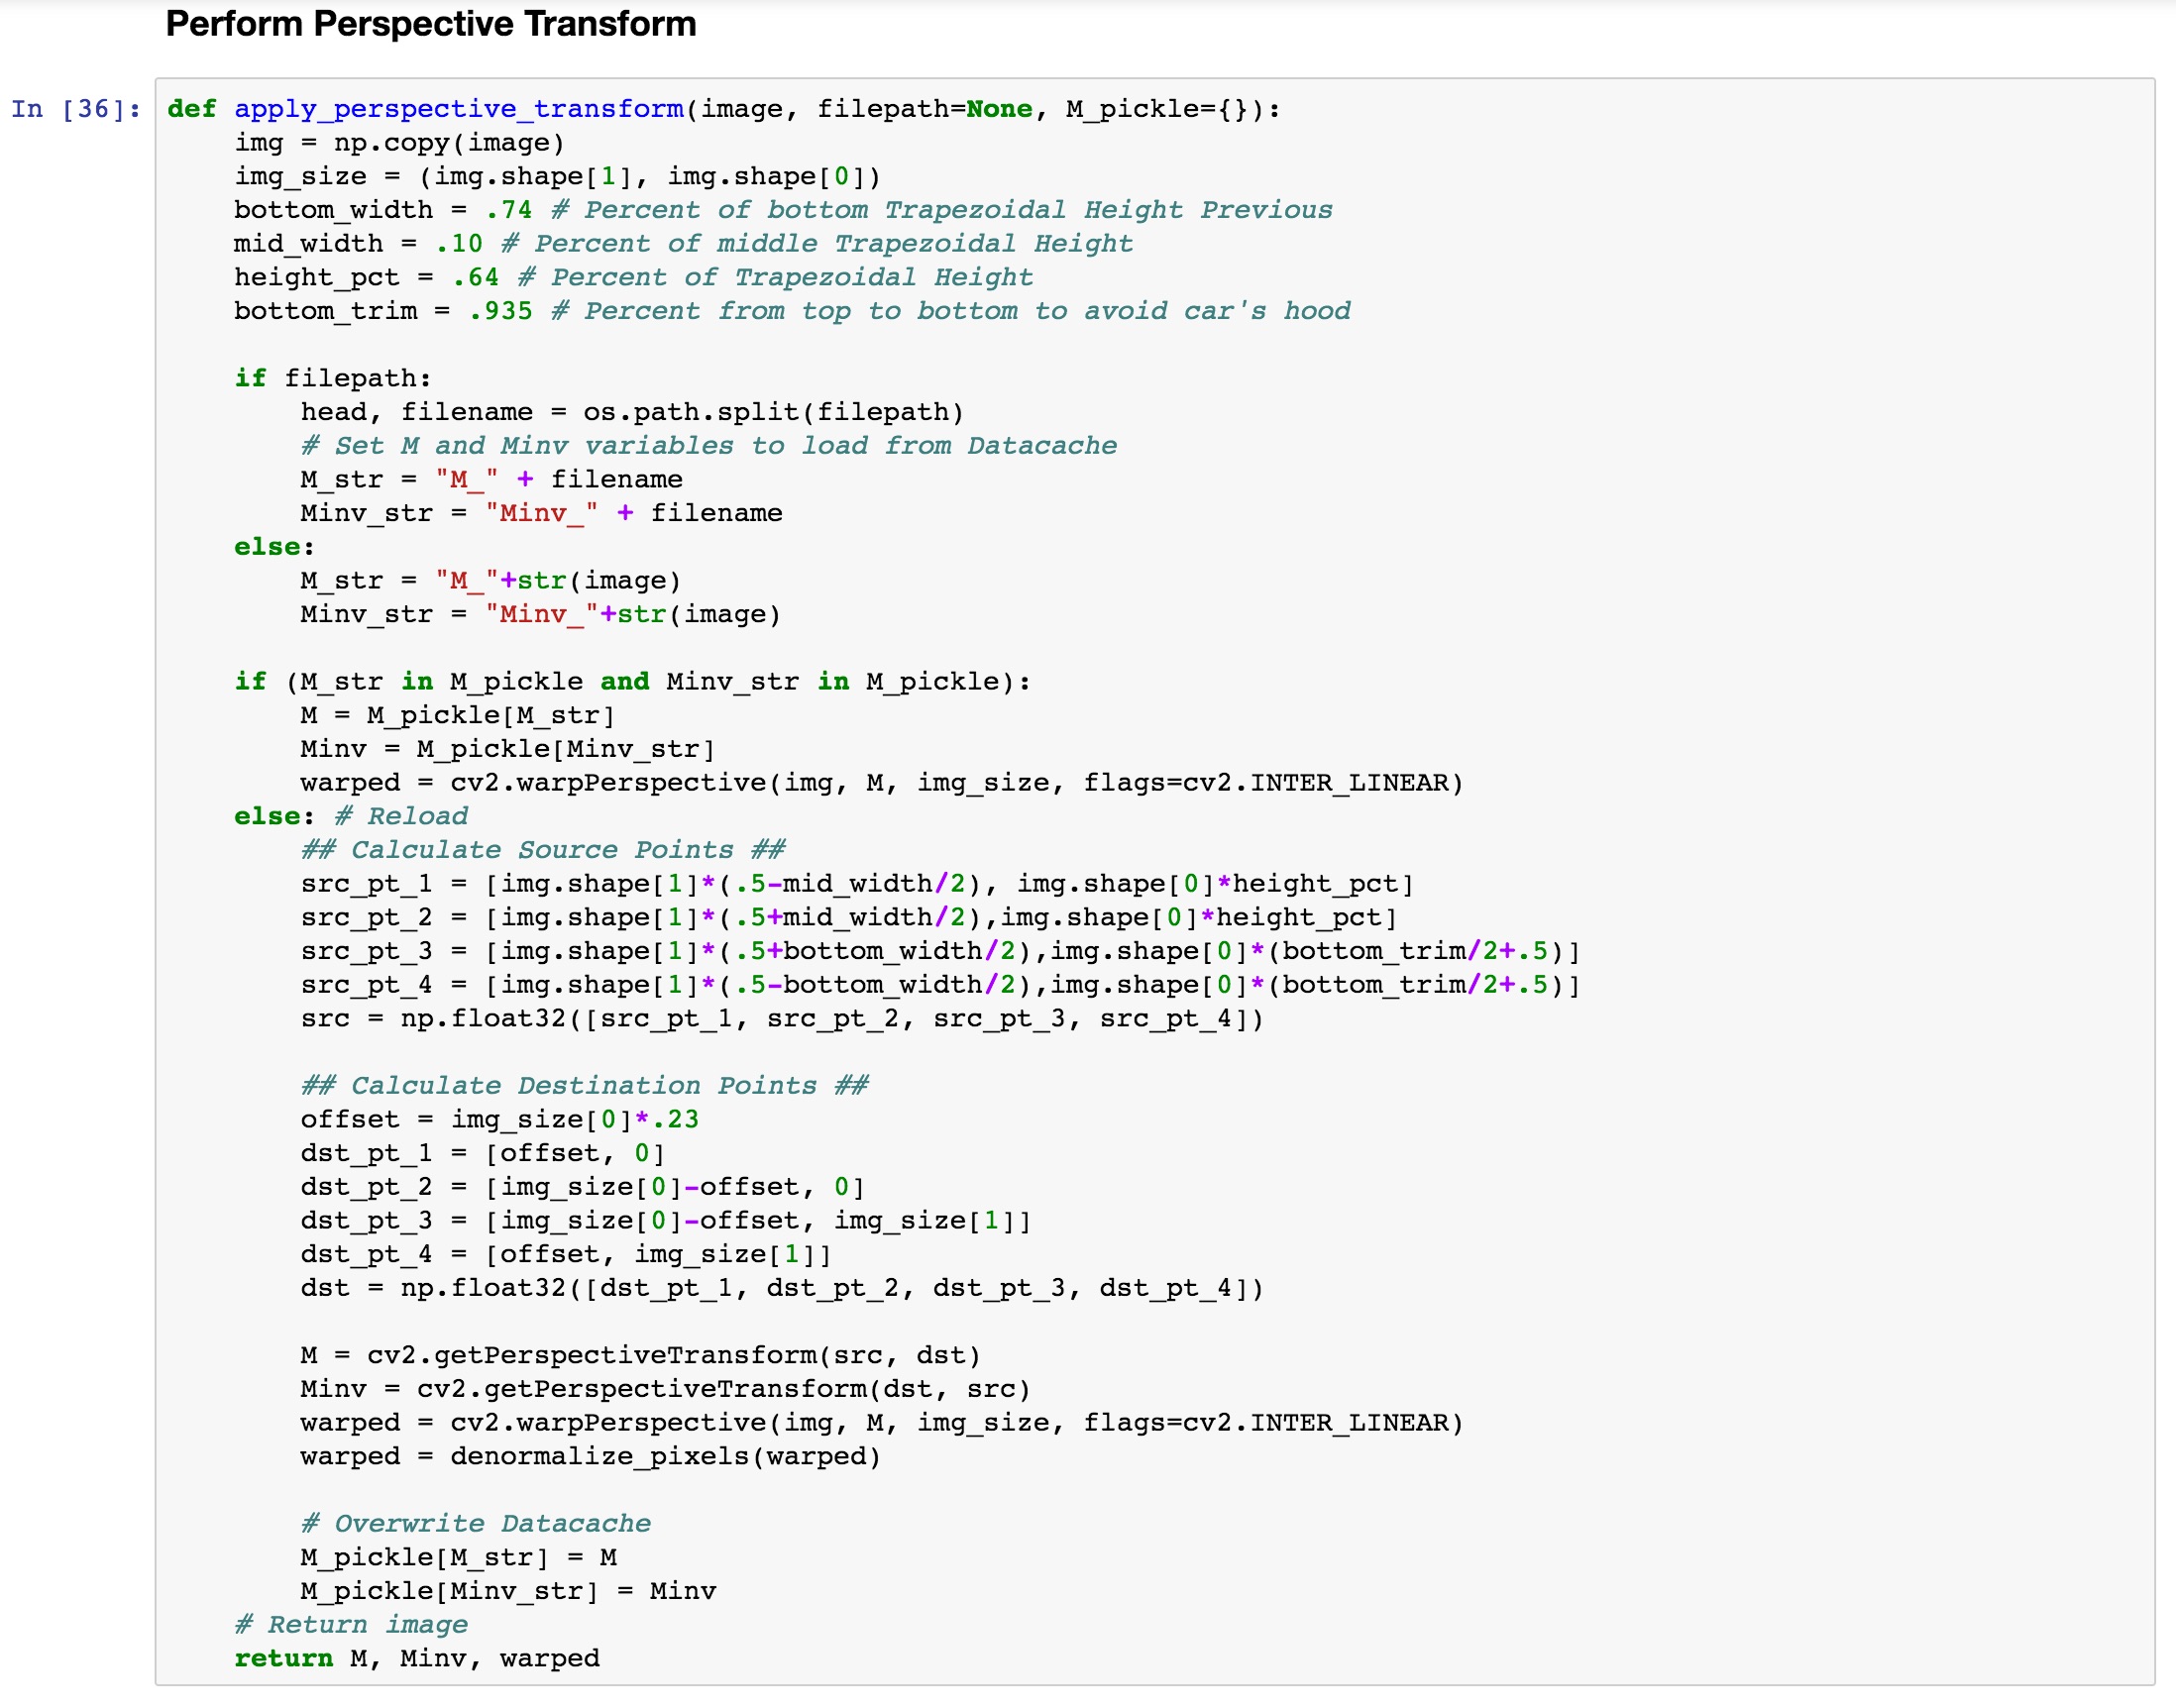 Perform Perspective Transform
In [36]: def apply_perspective_transform(image, filepath=None, M_pickle={}):
    img = np.copy(image)
    img_size = (img.shape[1], img.shape[0])
    bottom_width = .74 # Percent of bottom Trapezoidal Height Previous
    mid_width = .10 # Percent of middle Trapezoidal Height
    height_pct = .64 # Percent of Trapezoidal Height
    bottom_trim = .935 # Percent from top to bottom to avoid car's hood

    if filepath:
        head, filename = os.path.split(filepath)
        # Set M and Minv variables to load from Datacache
        M_str = "M_" + filename
        Minv_str = "Minv_" + filename
    else:
        M_str = "M_"+str(image)
        Minv_str = "Minv_"+str(image)

    if (M_str in M_pickle and Minv_str in M_pickle):
        M = M_pickle[M_str]
        Minv = M_pickle[Minv_str]
        warped = cv2.warpPerspective(img, M, img_size, flags=cv2.INTER_LINEAR)
    else: # Reload
        ## Calculate Source Points ##
        src_pt_1 = [img.shape[1]*(.5-mid_width/2), img.shape[0]*height_pct]
        src_pt_2 = [img.shape[1]*(.5+mid_width/2),img.shape[0]*height_pct]
        src_pt_3 = [img.shape[1]*(.5+bottom_width/2),img.shape[0]*(bottom_trim/2+.5)]
        src_pt_4 = [img.shape[1]*(.5-bottom_width/2),img.shape[0]*(bottom_trim/2+.5)]
        src = np.float32([src_pt_1, src_pt_2, src_pt_3, src_pt_4])

        ## Calculate Destination Points ##
        offset = img_size[0]*.23
        dst_pt_1 = [offset, 0]
        dst_pt_2 = [img_size[0]-offset, 0]
        dst_pt_3 = [img_size[0]-offset, img_size[1]]
        dst_pt_4 = [offset, img_size[1]]
        dst = np.float32([dst_pt_1, dst_pt_2, dst_pt_3, dst_pt_4])

        M = cv2.getPerspectiveTransform(src, dst)
        Minv = cv2.getPerspectiveTransform(dst, src)
        warped = cv2.warpPerspective(img, M, img_size, flags=cv2.INTER_LINEAR)
        warped = denormalize_pixels(warped)

        # Overwrite Datacache
        M_pickle[M_str] = M
        M_pickle[Minv_str] = Minv
    # Return image
    return M, Minv, warped